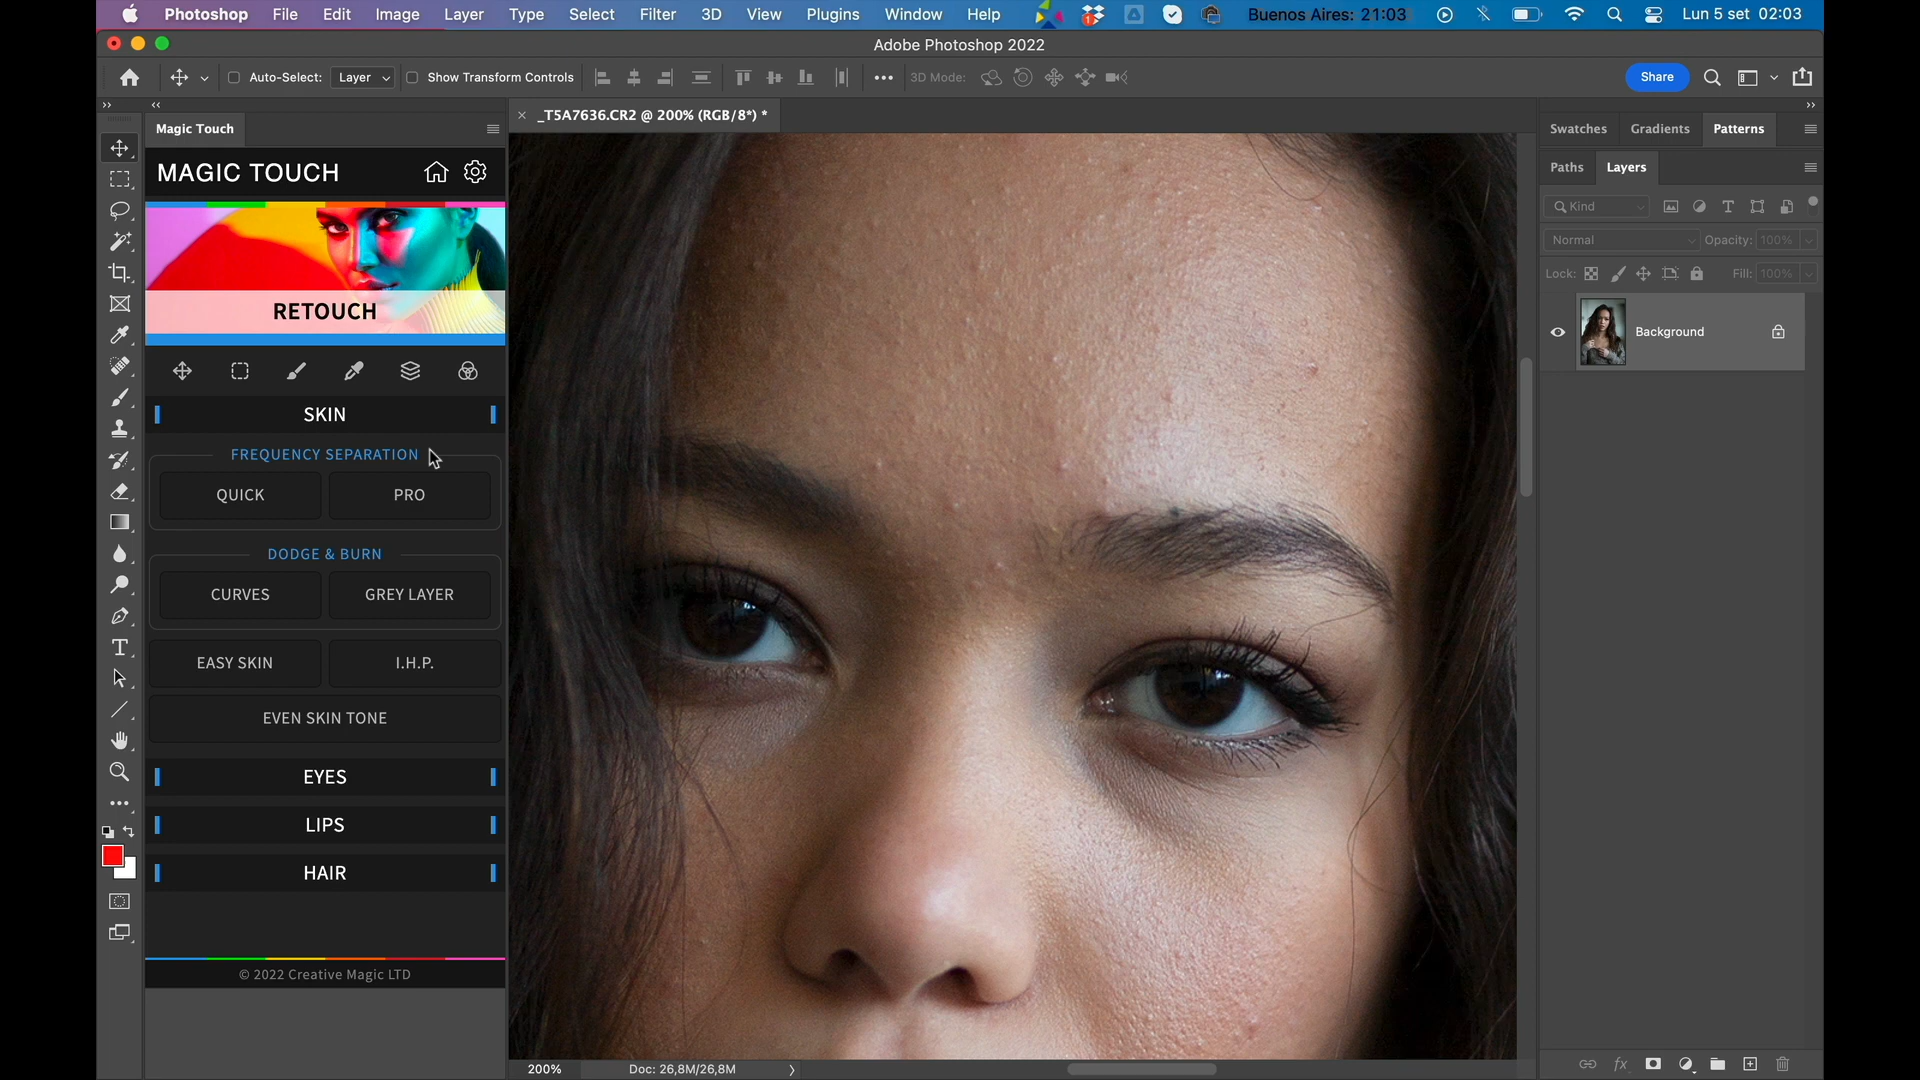 Photoshop File Edit Image Layer Type Select Filter 3D View Plugins Window Help 1 Buenos Aires: 21:03 Lun 5 set 02:03
Adobe Photoshop 2022
Auto-Select: Layer Show Transform Controls 3D Mode: Share
Magic Touch
_T5A7636.CR2 @ 200% (RGB/8*) *
Swatches Gradients Patterns
MAGIC TOUCH
Paths Layers
Kind
Normal Opacity: 100%
Lock: Fill: 100%
RETOUCH
Background
SKIN
FREQUENCY SEPARATION
QUICK PRO
DODGE & BURN
CURVES GREY LAYER
EASY SKIN I.H.P.
EVEN SKIN TONE
EYES
LIPS
HAIR
© 2022 Creative Magic LTD
200% Doc: 26,8M/26,8M
fx